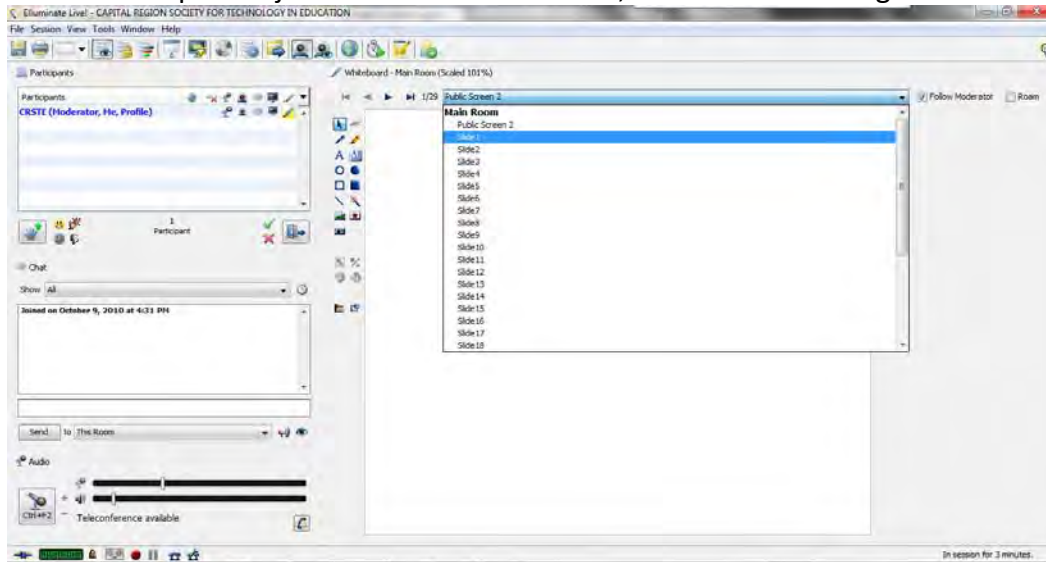 Elluminate Live! - CAPITAL REGION SOCIETY FOR TECHNOLOGY IN EDUCATION
File Session View Tools Window Help
Participants
Participants
CRSTE (Moderator, Me, Profile)
1
Participant
Chat
Show All
Joined on October 9, 2010 at 4:31 PM
Send to This Room
Audio
Ctrl+F2
Teleconference available
Whiteboard - Main Room (Scaled 101%)
1/29 Public Screen 2
Follow Moderator
Roam
Main Room
Public Screen 2
Slide1
Slide2
Slide3
Slide4
Slide5
Slide6
Slide7
Slide8
Slide9
Slide10
Slide11
Slide12
Slide13
Slide14
Slide15
Slide16
Slide17
Slide18
In session for 3 minutes.